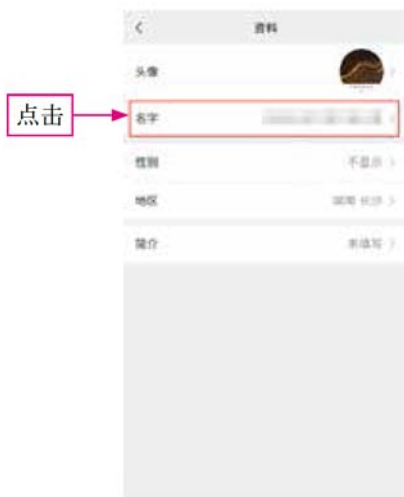 资料
头像
点击
名字
性别 不显示
地区 湖南 长沙
简介 未填写